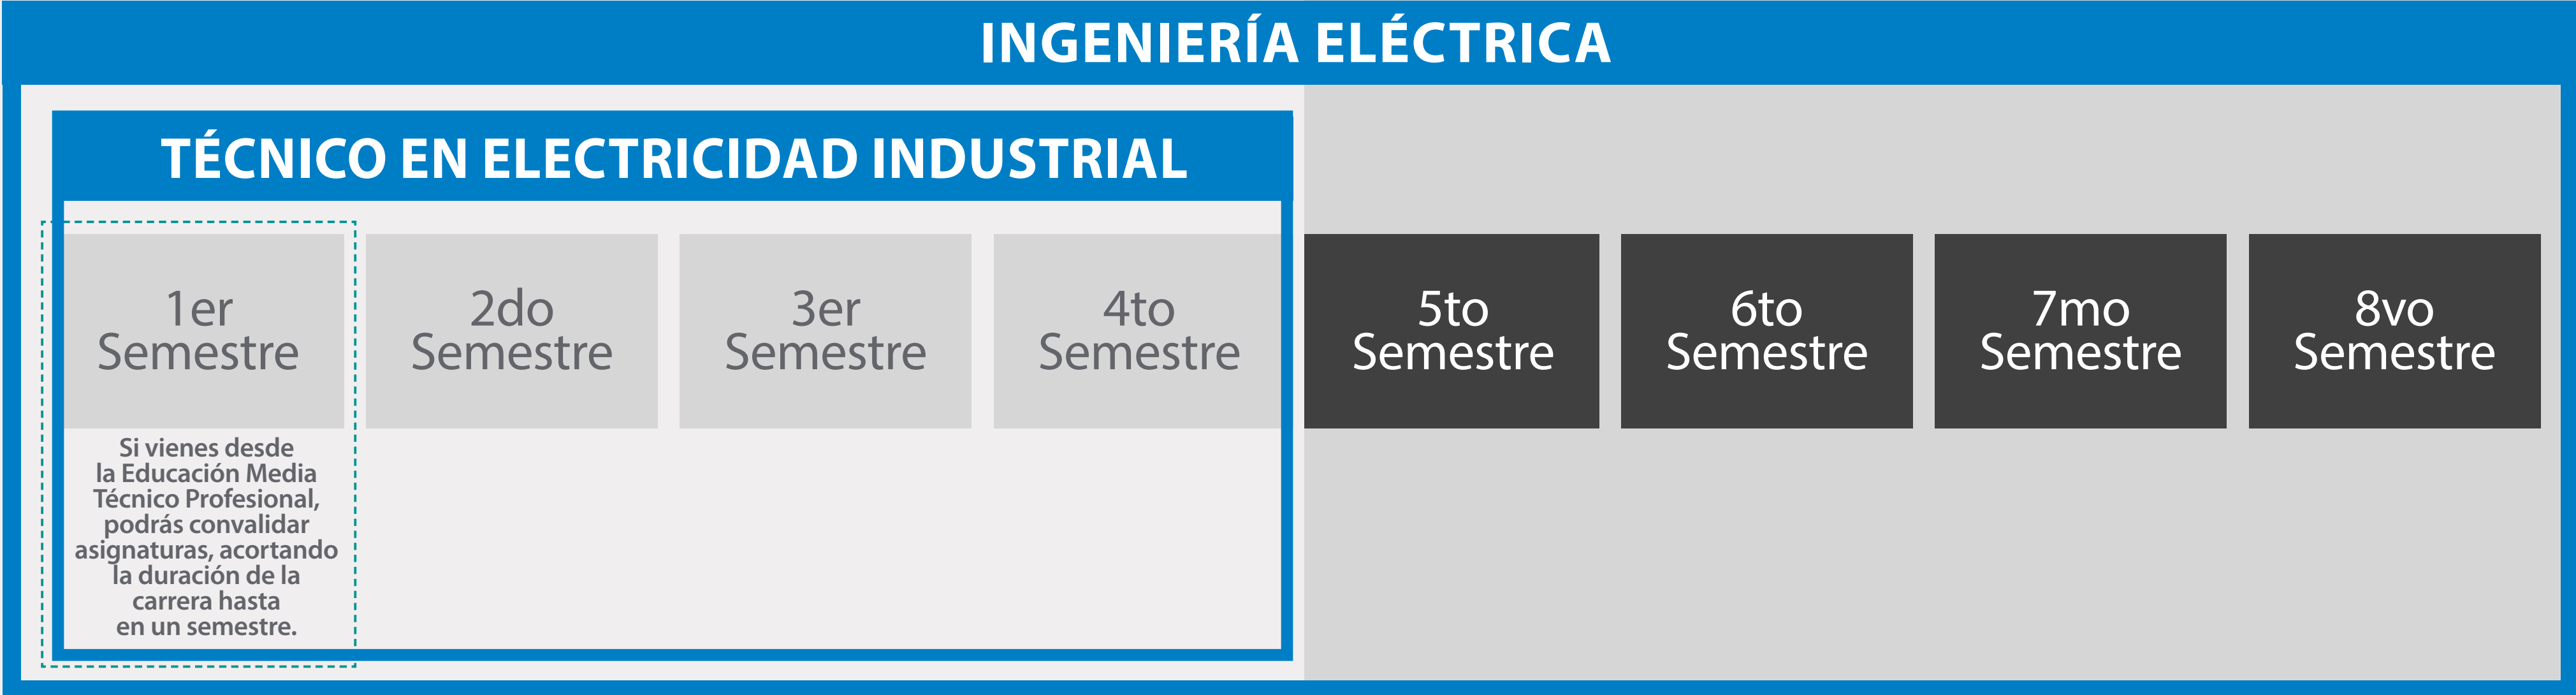 INGENIERÍA ELÉCTRICA
TÉCNICO EN ELECTRICIDAD INDUSTRIAL
1er
Semestre
2do
Semestre
3er
Semestre
4to
Semestre
5to
Semestre
6to
Semestre
7mo
Semestre
8vo
Semestre
Si vienes desde
la Educación Media
Técnico Profesional,
podrás convalidar
asignaturas, acortando
la duración de la
carrera hasta
en un semestre.